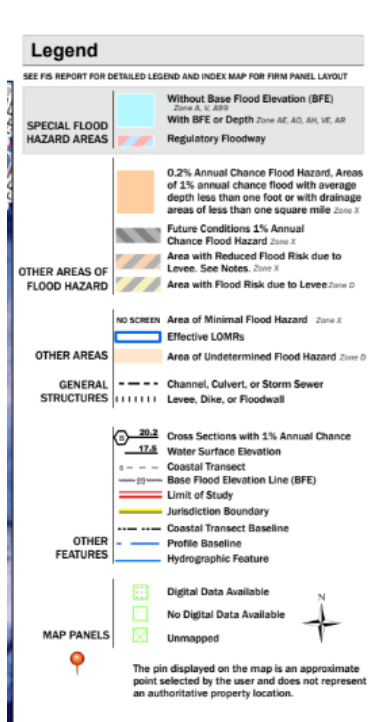 Legend
SEE FIS REPORT FOR DETAILED LEGEND AND INDEX MAP FOR FIRM PANEL LAYOUT
SPECIAL FLOOD
HAZARD AREAS
Without Base Flood Elevation (BFE)
Zone A, V, A99
With BFE or Depth Zone AE, AO, AH, VE, AR
Regulatory Floodway
OTHER AREAS OF
FLOOD HAZARD
0.2% Annual Chance Flood Hazard, Areas
of 1% annual chance flood with average
depth less than one foot or with drainage
areas of less than one square mile Zone X
Future Conditions 1% Annual
Chance Flood Hazard Zone X
Area with Reduced Flood Risk due to
Levee. See Notes. Zone X
Area with Flood Risk due to Levee Zone D
OTHER AREAS
NO SCREEN Area of Minimal Flood Hazard Zone X
Effective LOMRs
Area of Undetermined Flood Hazard Zone D
GENERAL
STRUCTURES
Channel, Culvert, or Storm Sewer
Levee, Dike, or Floodwall
OTHER
FEATURES
B 20.2 Cross Sections with 1% Annual Chance
17.5 Water Surface Elevation
8 Coastal Transect
513 Base Flood Elevation Line (BFE)
Limit of Study
Jurisdiction Boundary
Coastal Transect Baseline
Profile Baseline
Hydrographic Feature
MAP PANELS
Digital Data Available
No Digital Data Available
Unmapped
N
The pin displayed on the map is an approximate
point selected by the user and does not represent
an authoritative property location.